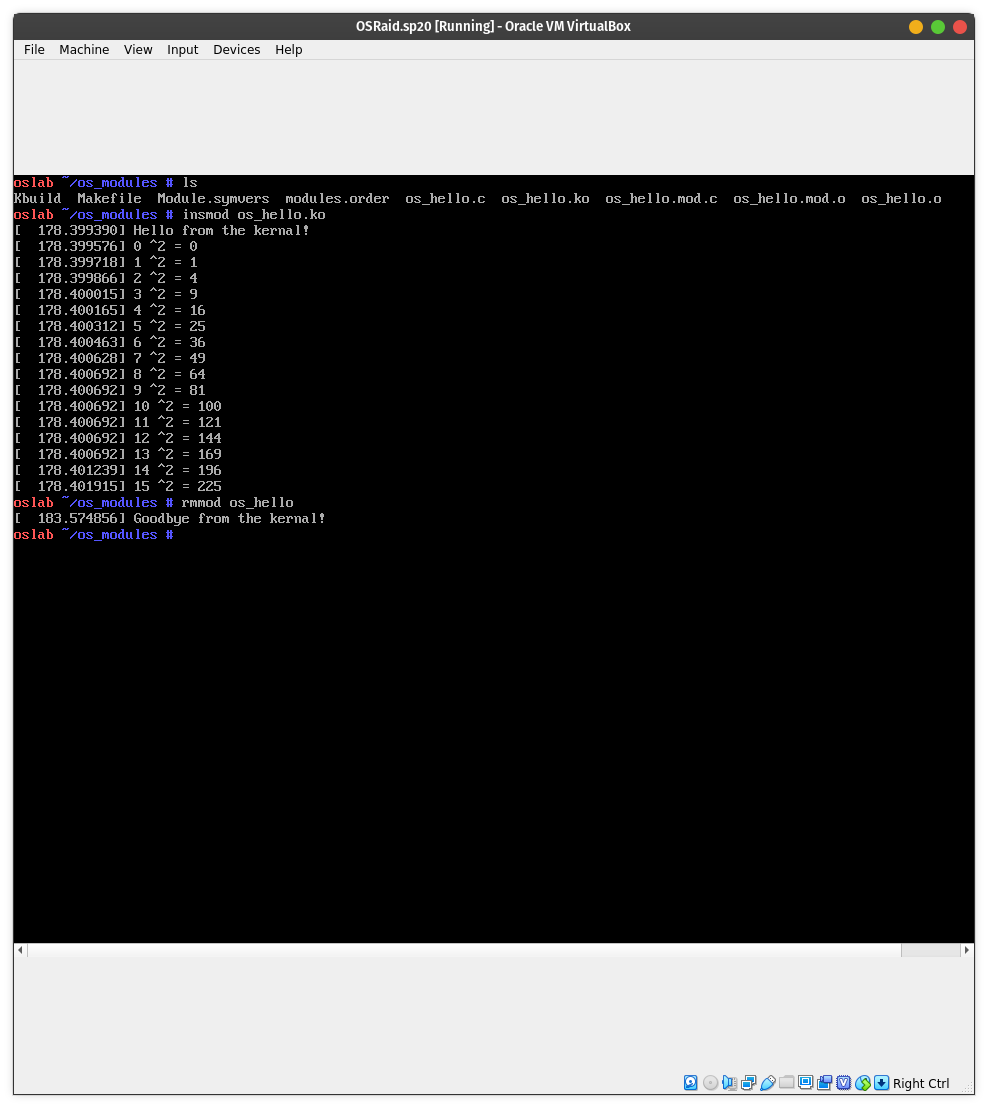 OSRaid.sp20 [Running] - Oracle VM VirtualBox
File Machine View Input Devices Help
oslab ~/os_modules # ls
Kbuild  Makefile  Module.symvers  modules.order  os_hello.c  os_hello.ko  os_hello.mod.c  os_hello.mod.o  os_hello.o
oslab ~/os_modules # insmod os_hello.ko
[  178.399390] Hello from the kernal!
[  178.399576] 0 ^2 = 0
[  178.399718] 1 ^2 = 1
[  178.399866] 2 ^2 = 4
[  178.400015] 3 ^2 = 9
[  178.400165] 4 ^2 = 16
[  178.400312] 5 ^2 = 25
[  178.400463] 6 ^2 = 36
[  178.400628] 7 ^2 = 49
[  178.400692] 8 ^2 = 64
[  178.400692] 9 ^2 = 81
[  178.400692] 10 ^2 = 100
[  178.400692] 11 ^2 = 121
[  178.400692] 12 ^2 = 144
[  178.400692] 13 ^2 = 169
[  178.401239] 14 ^2 = 196
[  178.401915] 15 ^2 = 225
oslab ~/os_modules # rmmod os_hello
[  183.574856] Goodbye from the kernal!
oslab ~/os_modules #
Right Ctrl